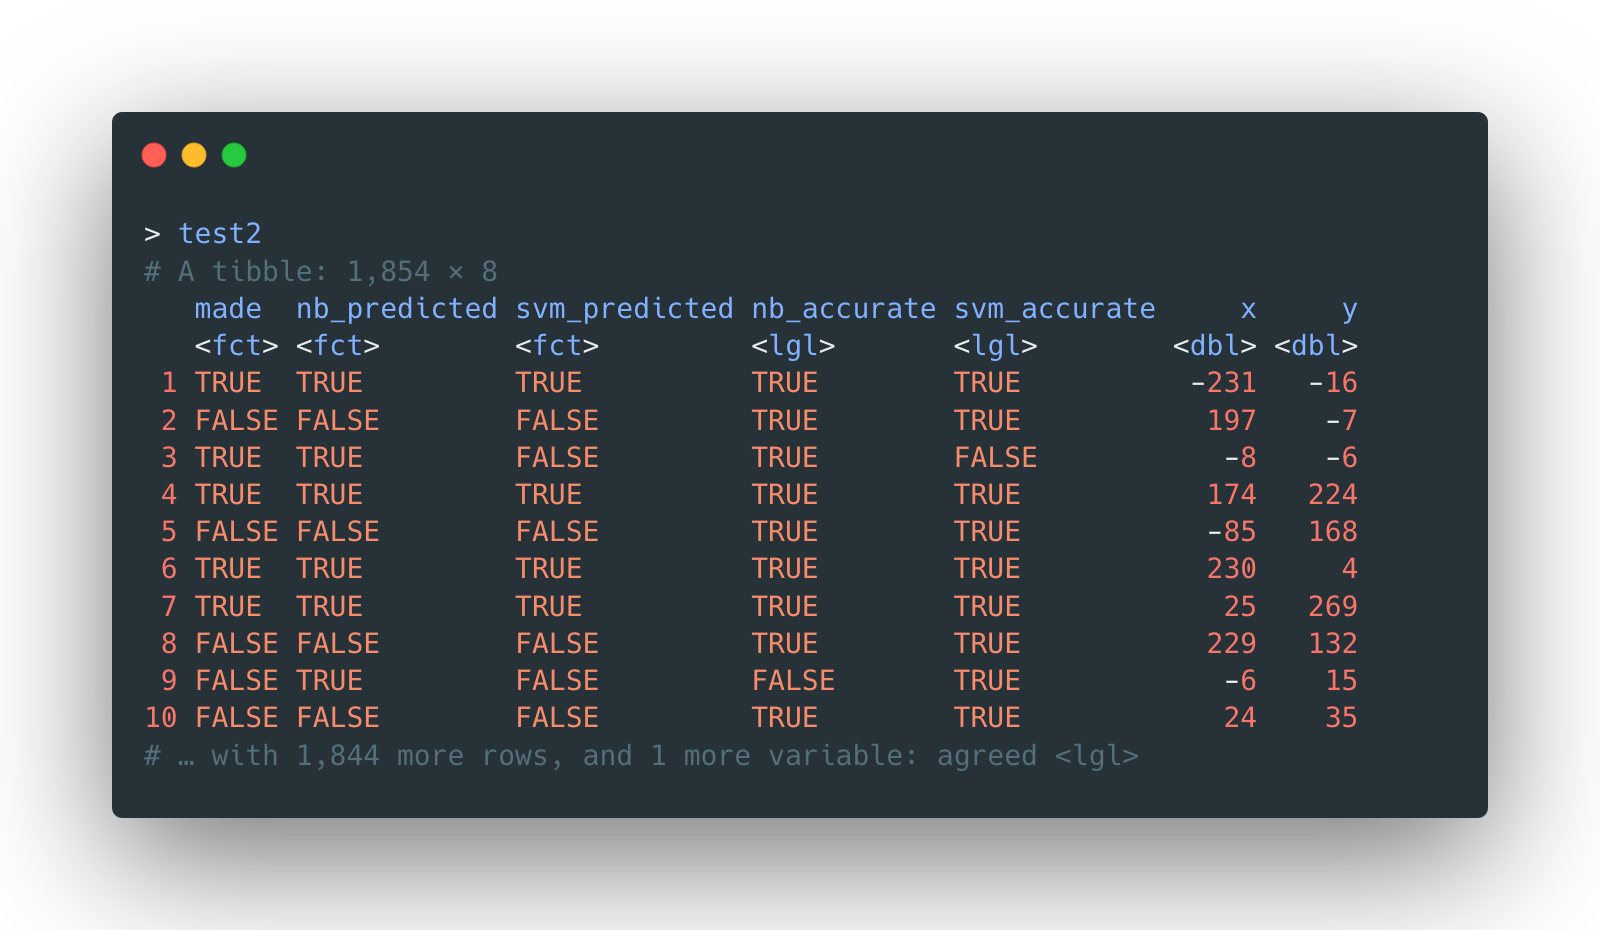 > test2
# A tibble: 1,854 × 8
   made  nb_predicted svm_predicted nb_accurate svm_accurate     x     y
   <fct> <fct>        <fct>         <lgl>       <lgl>        <dbl> <dbl>
 1 TRUE  TRUE         TRUE          TRUE        TRUE          -231   -16
 2 FALSE FALSE        FALSE         TRUE        TRUE           197    -7
 3 TRUE  TRUE         FALSE         TRUE        FALSE           -8    -6
 4 TRUE  TRUE         TRUE          TRUE        TRUE           174   224
 5 FALSE FALSE        FALSE         TRUE        TRUE           -85   168
 6 TRUE  TRUE         TRUE          TRUE        TRUE           230     4
 7 TRUE  TRUE         TRUE          TRUE        TRUE            25   269
 8 FALSE FALSE        FALSE         TRUE        TRUE           229   132
 9 FALSE TRUE         FALSE         FALSE       TRUE            -6    15
10 FALSE FALSE        FALSE         TRUE        TRUE            24    35
# … with 1,844 more rows, and 1 more variable: agreed <lgl>